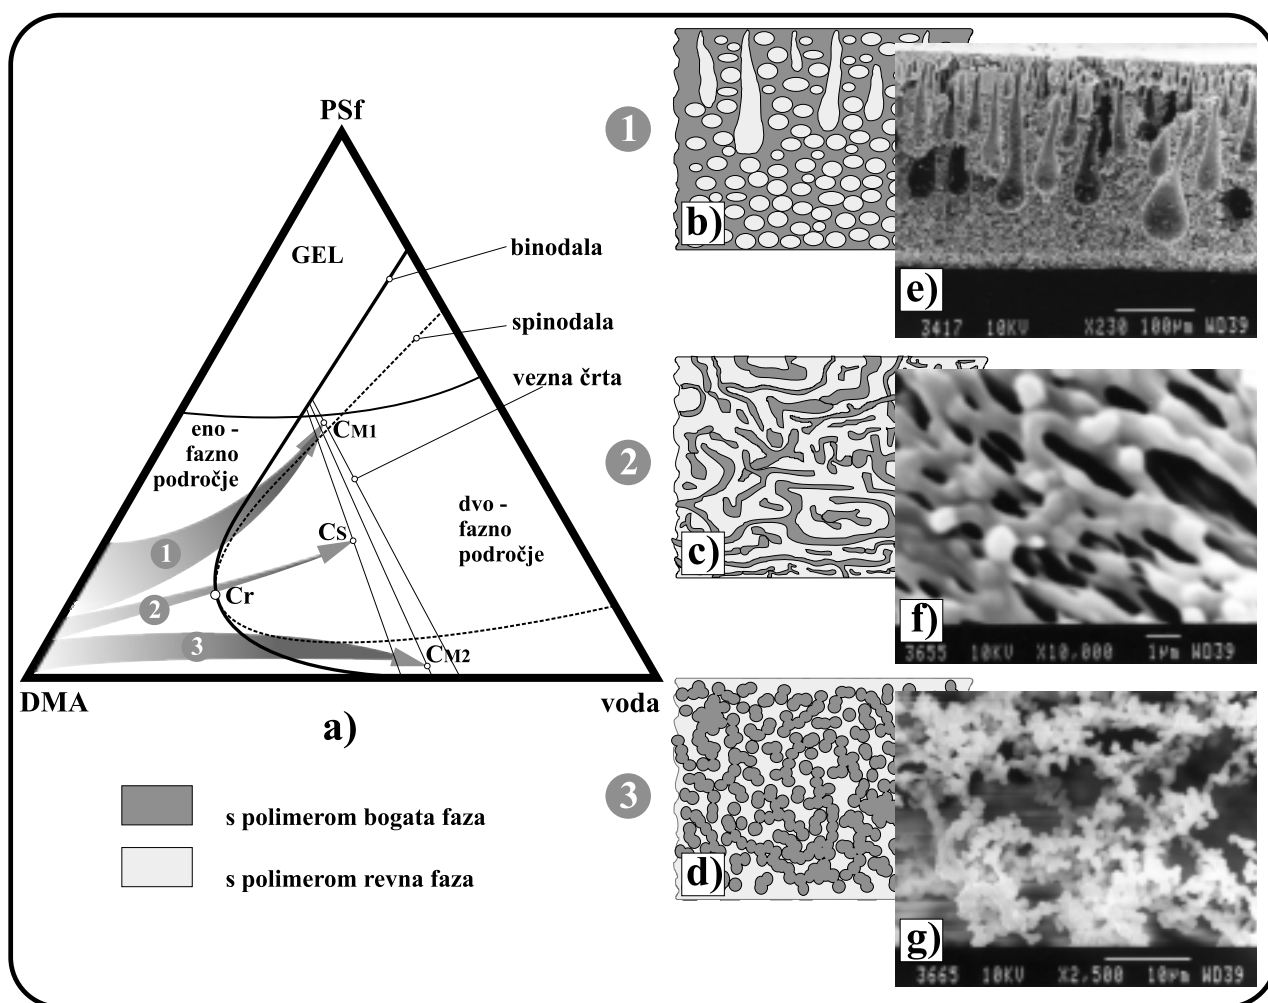 PSf
GEL
binodala
spinodala
vezna črta
CM1
eno -
fazno
področje
dvo -
fazno
področje
CS
1
2
Cr
3
CM2
DMA
voda
a)
s polimerom bogata faza
s polimerom revna faza
1
b)
e)
3417 10KV X230 100µm WD39
2
c)
f)
3655 10KV X10,000 1µm WD39
3
d)
g)
3665 10KV X2,500 10µm WD39